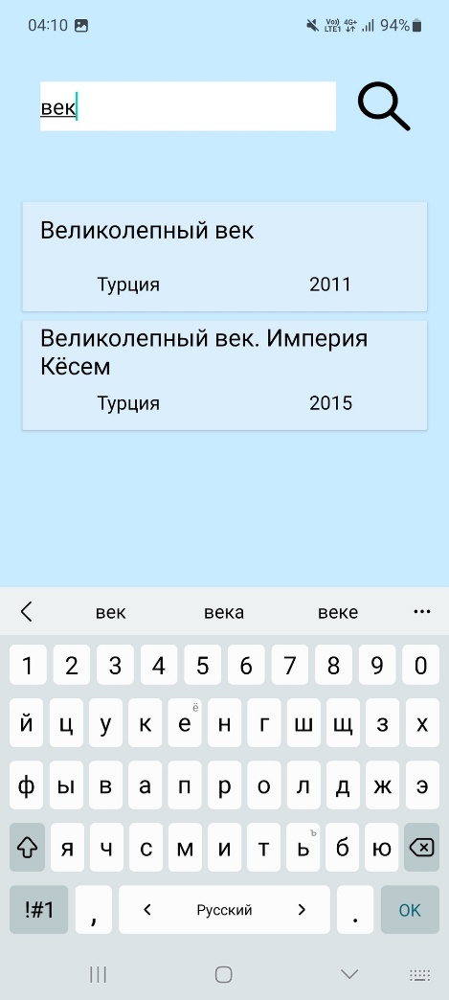 04:10 Vo)) LTE1 4G+ 94%
век
Великолепный век
Турция 2011
Великолепный век. Империя
Кёсем
Турция 2015
век века веке
1 2 3 4 5 6 7 8 9 0
й ц у к е ё н г ш щ з х
ф ы в а п р о л д ж э
я ч с м и т ь ъ б ю
!#1 , < Русский > . OK